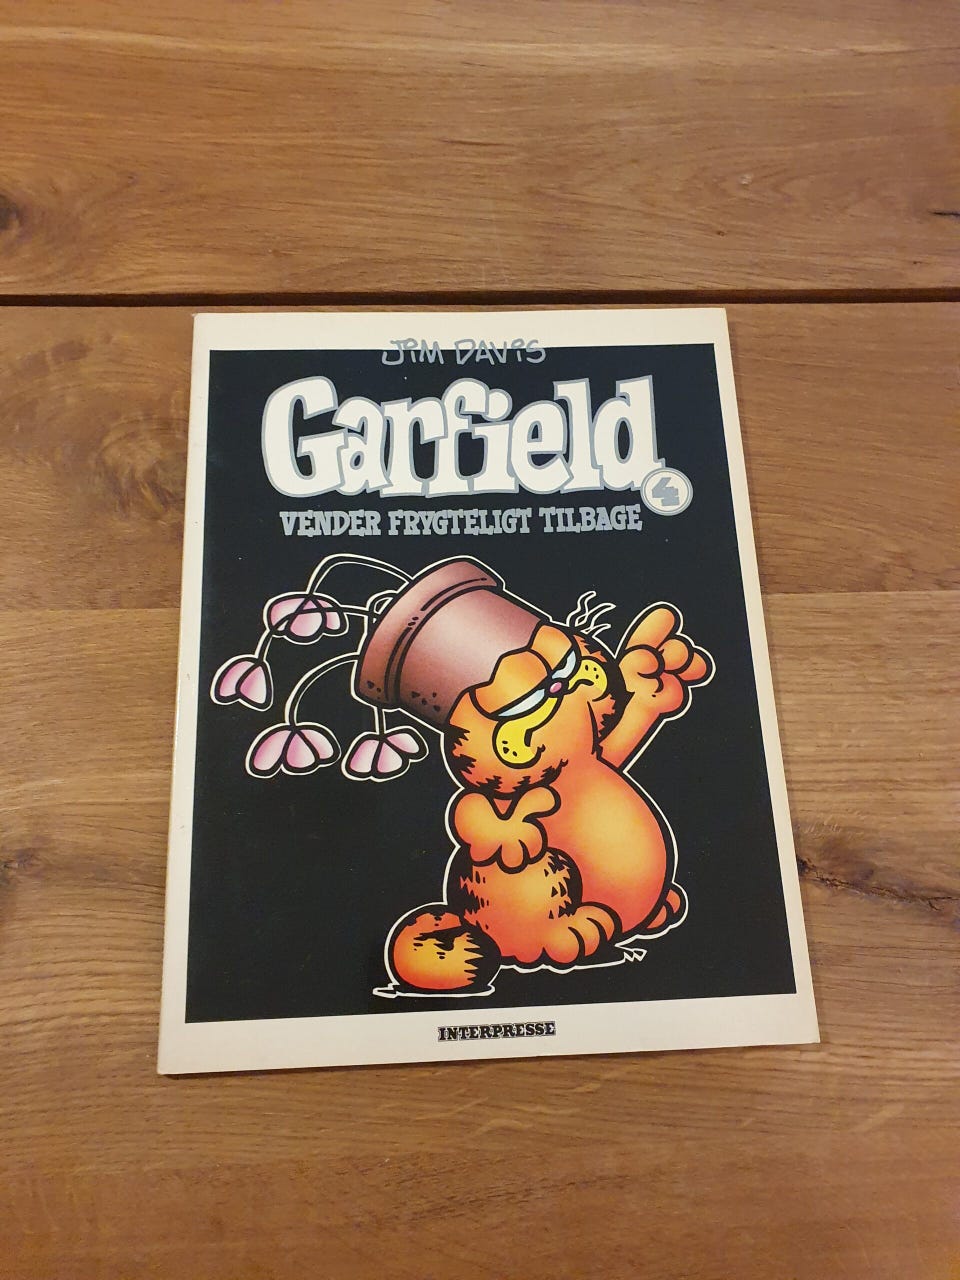 JIM DAVIS
Garfield
4
VENDER FRYGTELIGT TILBAGE
INTERPRESSE